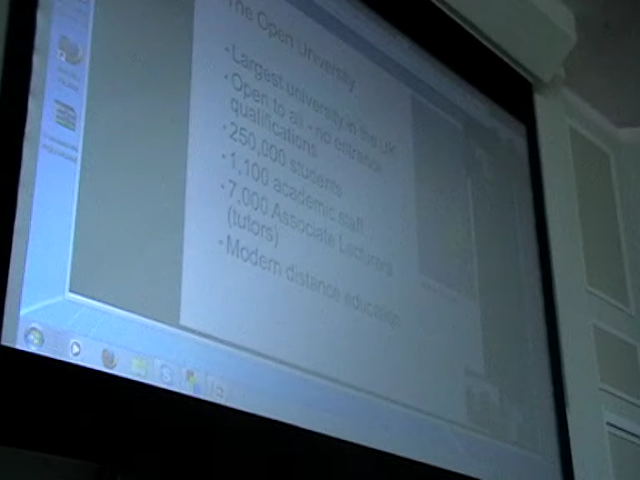 The Open University
•Largest university in the UK
•Open to all - no entrance
qualifications
•250,000 students
•1,100 academic staff
•7,000 Associate Lecturers
(tutors)
•Modern distance education